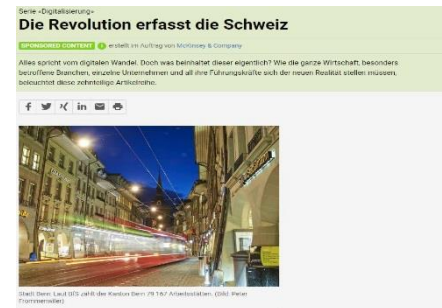 Serie «Digitalisierung»
Die Revolution erfasst die Schweiz
SPONSORED CONTENT i erstellt im Auftrag von McKinsey & Company
Alles spricht vom digitalen Wandel. Doch was beinhaltet dieser eigentlich? Wie die ganze Wirtschaft, besonders
betroffene Branchen, einzelne Unternehmen und all ihre Führungskräfte sich der neuen Realität stellen müssen,
beleuchtet diese zehnteilige Artikelreihe.
Stadt Bern: Laut BfS zählt der Kanton Bern 79 167 Arbeitsstätten. (Bild: Peter
Frommenwiler)